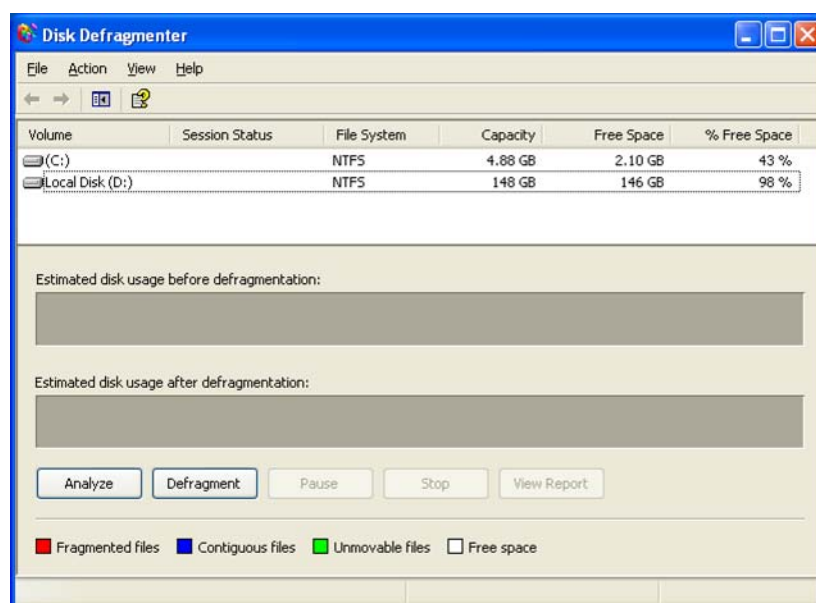 Disk Defragmenter
File Action View Help
Volume Session Status File System Capacity Free Space % Free Space
(C:) NTFS 4.88 GB 2.10 GB 43 %
Local Disk (D:) NTFS 148 GB 146 GB 98 %
Estimated disk usage before defragmentation:
Estimated disk usage after defragmentation:
Analyze Defragment Pause Stop View Report
Fragmented files Contiguous files Unmovable files Free space